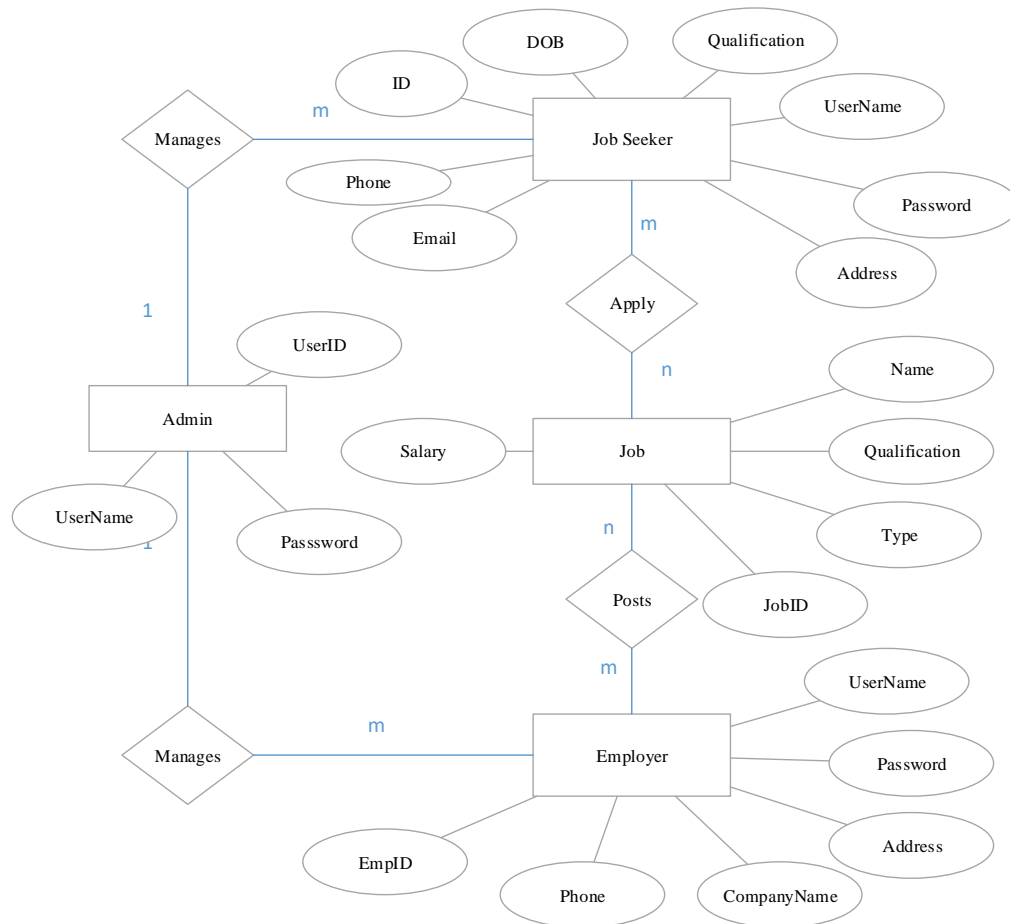 DOB
Qualification
ID
UserName
m
Manages
Job Seeker
Phone
Password
m
Email
Address
Apply
1
UserID
n
Name
Admin
Salary
Job
Qualification
UserName
n
Type
Passsword
1
Posts
JobID
m
UserName
m
Manages
Employer
Password
Address
EmpID
Phone
CompanyName